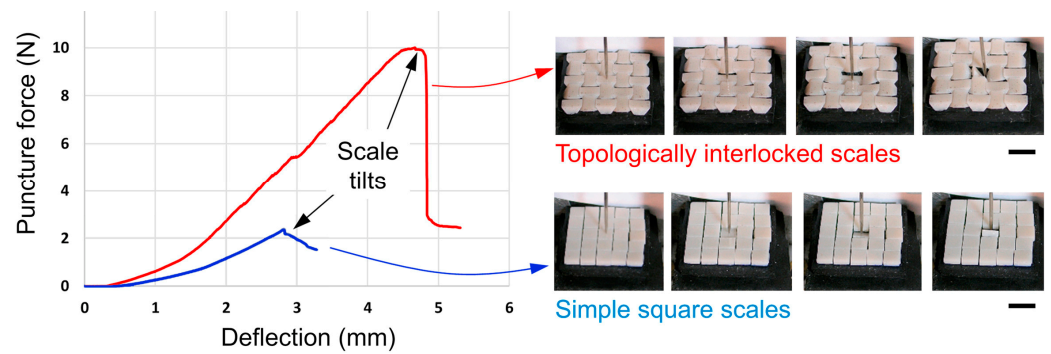 Puncture force (N)
10
8
6
4
2
0
0 1 2 3 4 5 6
Deflection (mm)
Scale
tilts
Topologically interlocked scales
Simple square scales